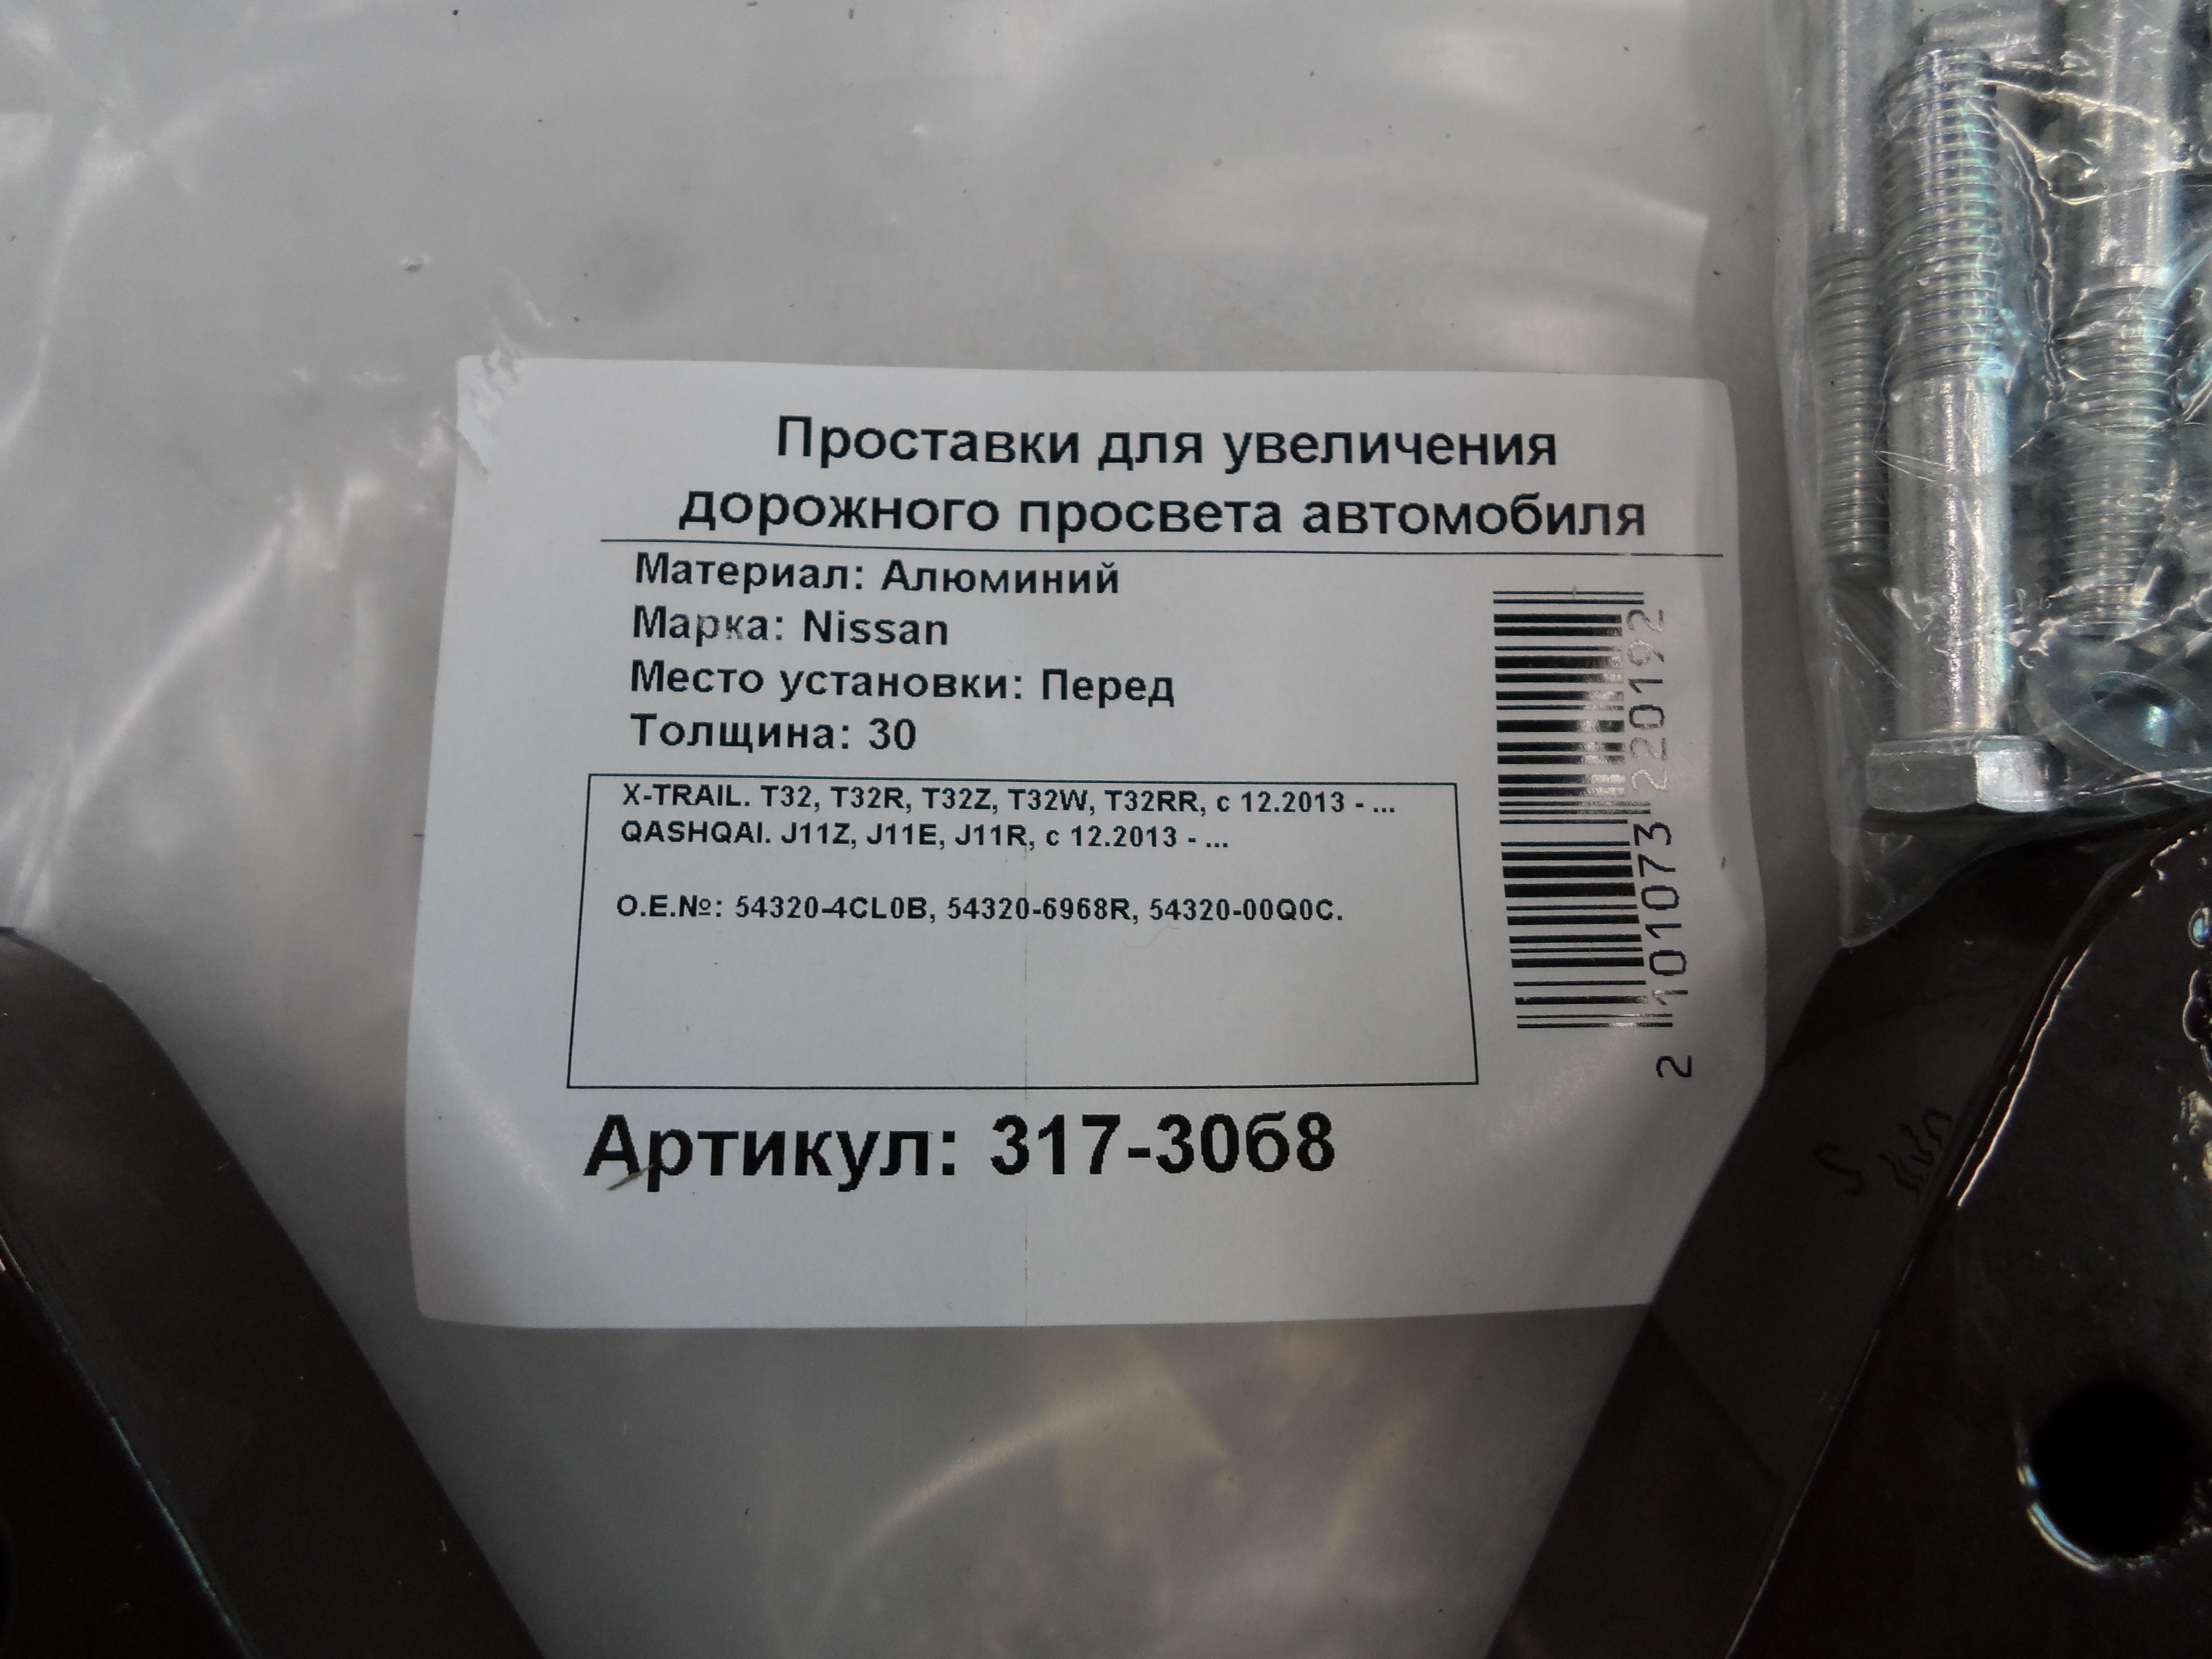 Проставки для увеличения
дорожного просвета автомобиля
Материал: Алюминий
Марка: Nissan
Место установки: Перед
Толщина: 30
X-TRAIL. T32, T32R, T32Z, T32W, T32RR, с 12.2013 - ...
QASHQAI. J11Z, J11E, J11R, с 12.2013 - ...
O.E.№: 54320-4CL0B, 54320-6968R, 54320-00Q0C.
2 101073 220192
Артикул: 317-30б8